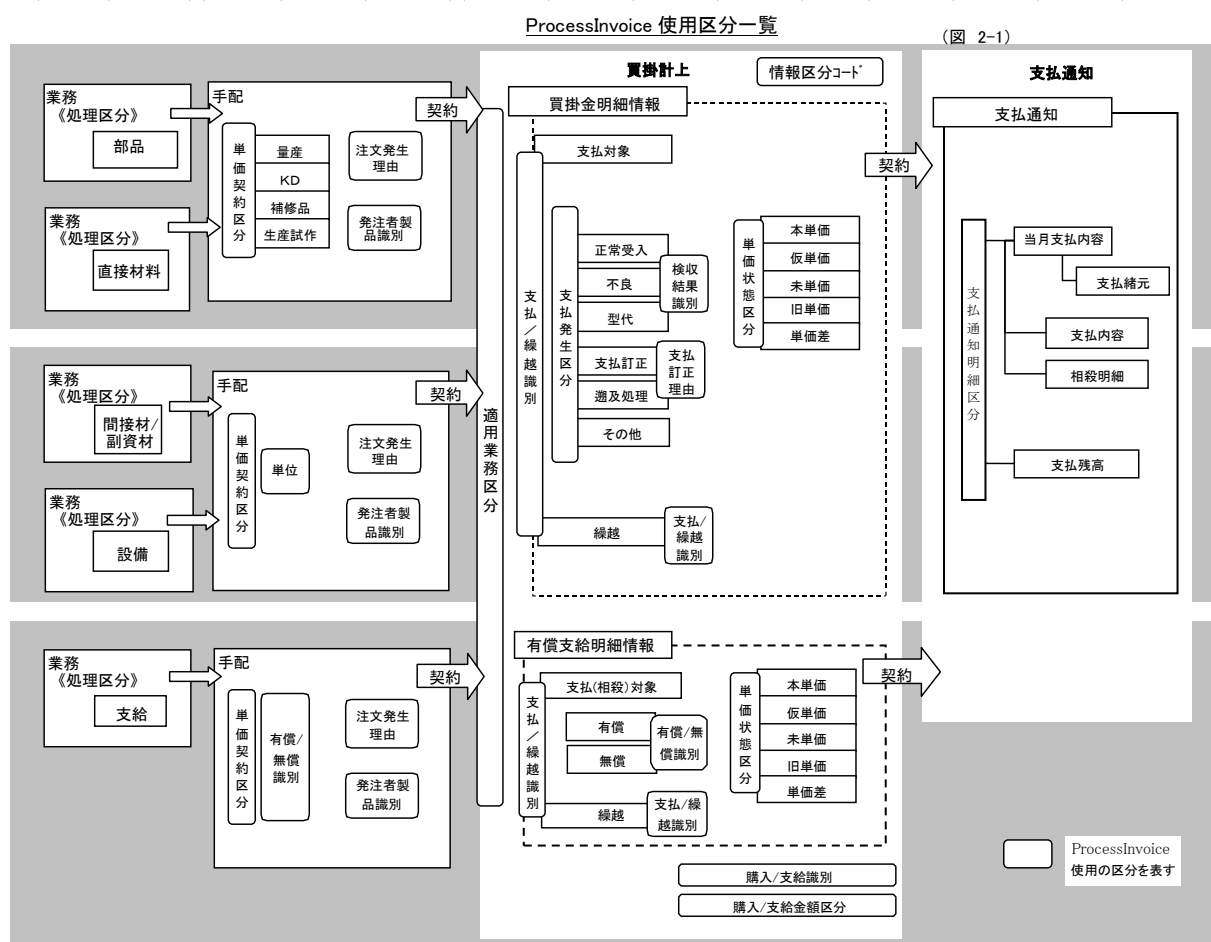 ProcessInvoice 使用区分一覧
(図 2-1)
買掛計上
情報区分コード
支払通知
業務
《処理区分》
部品
業務
《処理区分》
直接材料
手配
単価契約区分
量産
KD
補修品
生産試作
注文発生
理由
発注者製
品識別
契約
業務
《処理区分》
間接材/
副資材
業務
《処理区分》
設備
手配
単価契約区分
単位
注文発生
理由
発注者製
品識別
契約
業務
《処理区分》
支給
手配
単価契約区分
有償/
無償
識別
注文発生
理由
発注者製
品識別
契約
適用業務区分
買掛金明細情報
支払/繰越識別
支払対象
支払発生区分
正常受入
不良
型代
検収
結果
識別
支払訂正
遡及処理
支払
訂正
理由
その他
繰越
支払/
繰越
識別
単価状態区分
本単価
仮単価
未単価
旧単価
単価差
契約
有償支給明細情報
支払/繰越識別
支払(相殺)対象
有償
無償
有償/無
償識別
繰越
支払/繰
越識別
単価状態区分
本単価
仮単価
未単価
旧単価
単価差
契約
購入/支給識別
購入/支給金額区分
支払通知
支払通知明細区分
当月支払内容
支払緒元
支払内容
相殺明細
支払残高
ProcessInvoice
使用の区分を表す